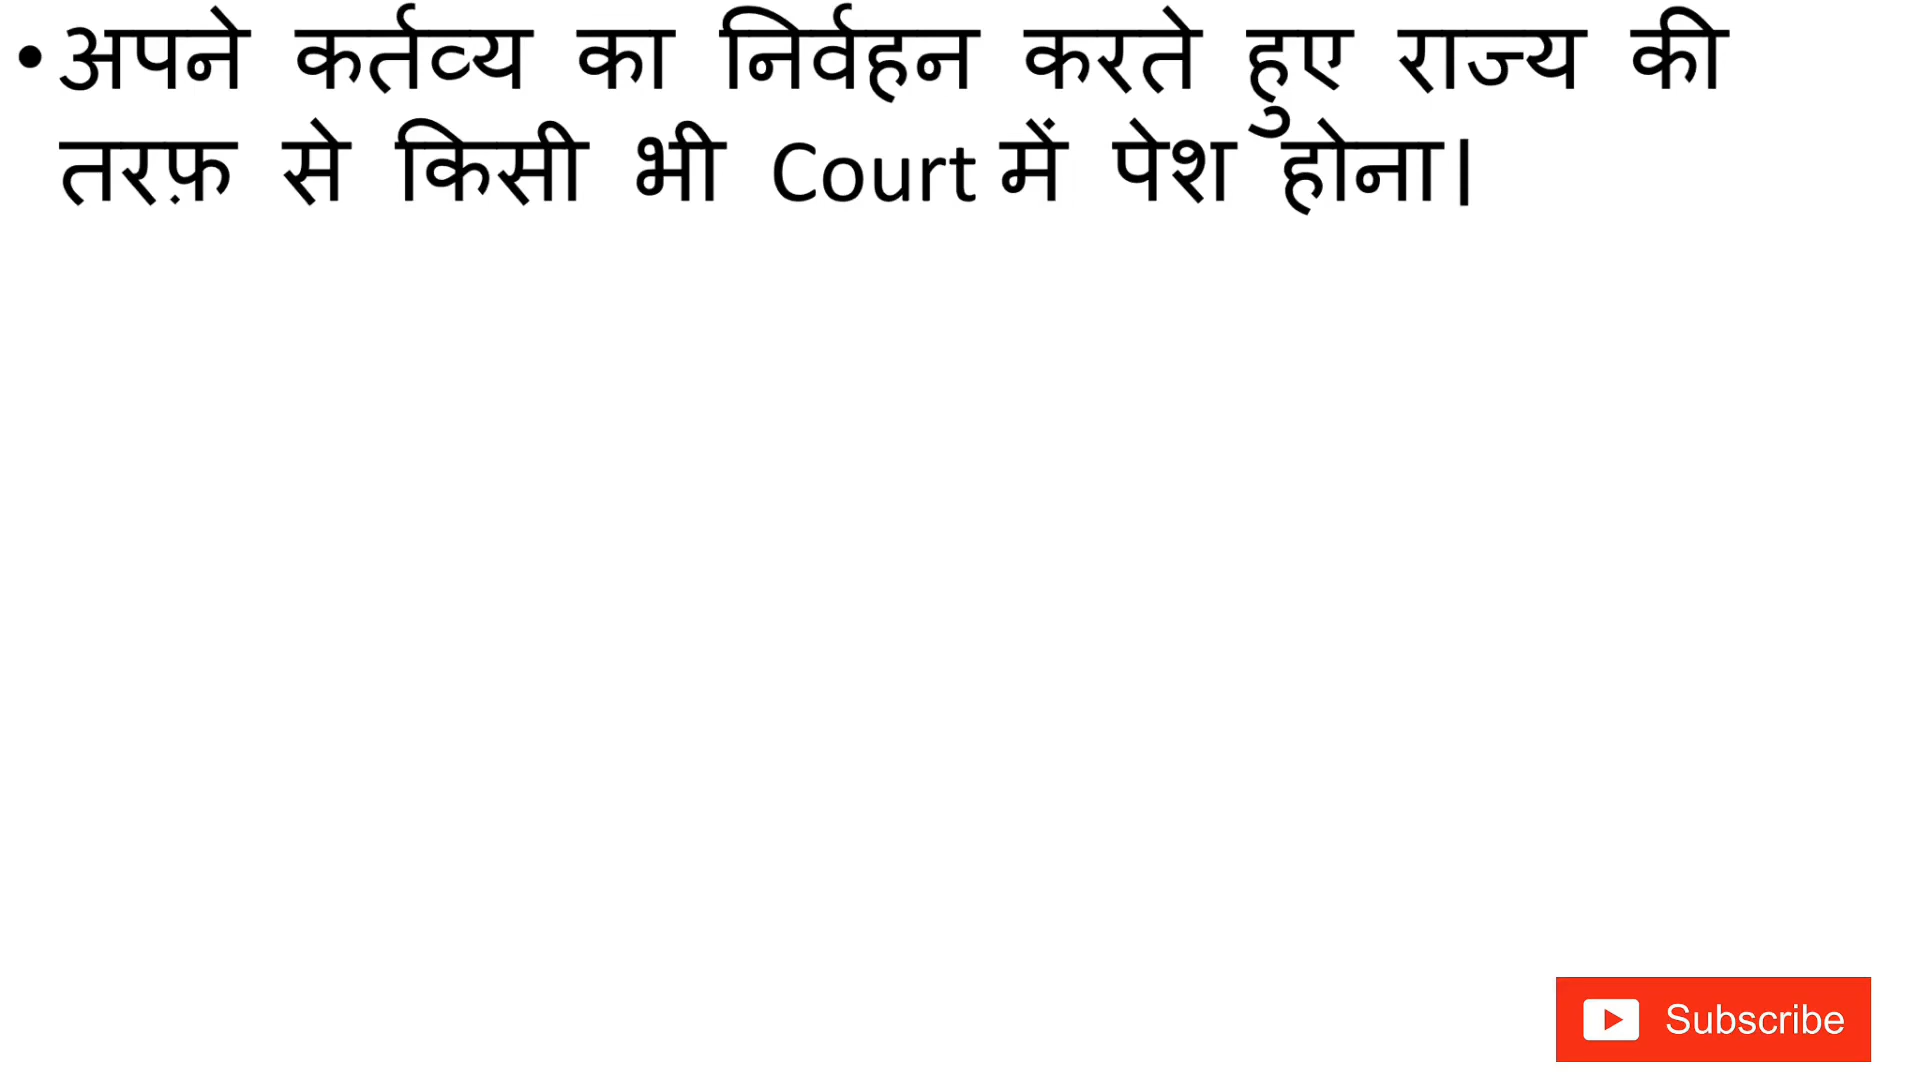 • अपने कर्तव्य का निर्वहन करते हुए राज्य की
तरफ़ से किसी भी Court में पेश होना।
Subscribe